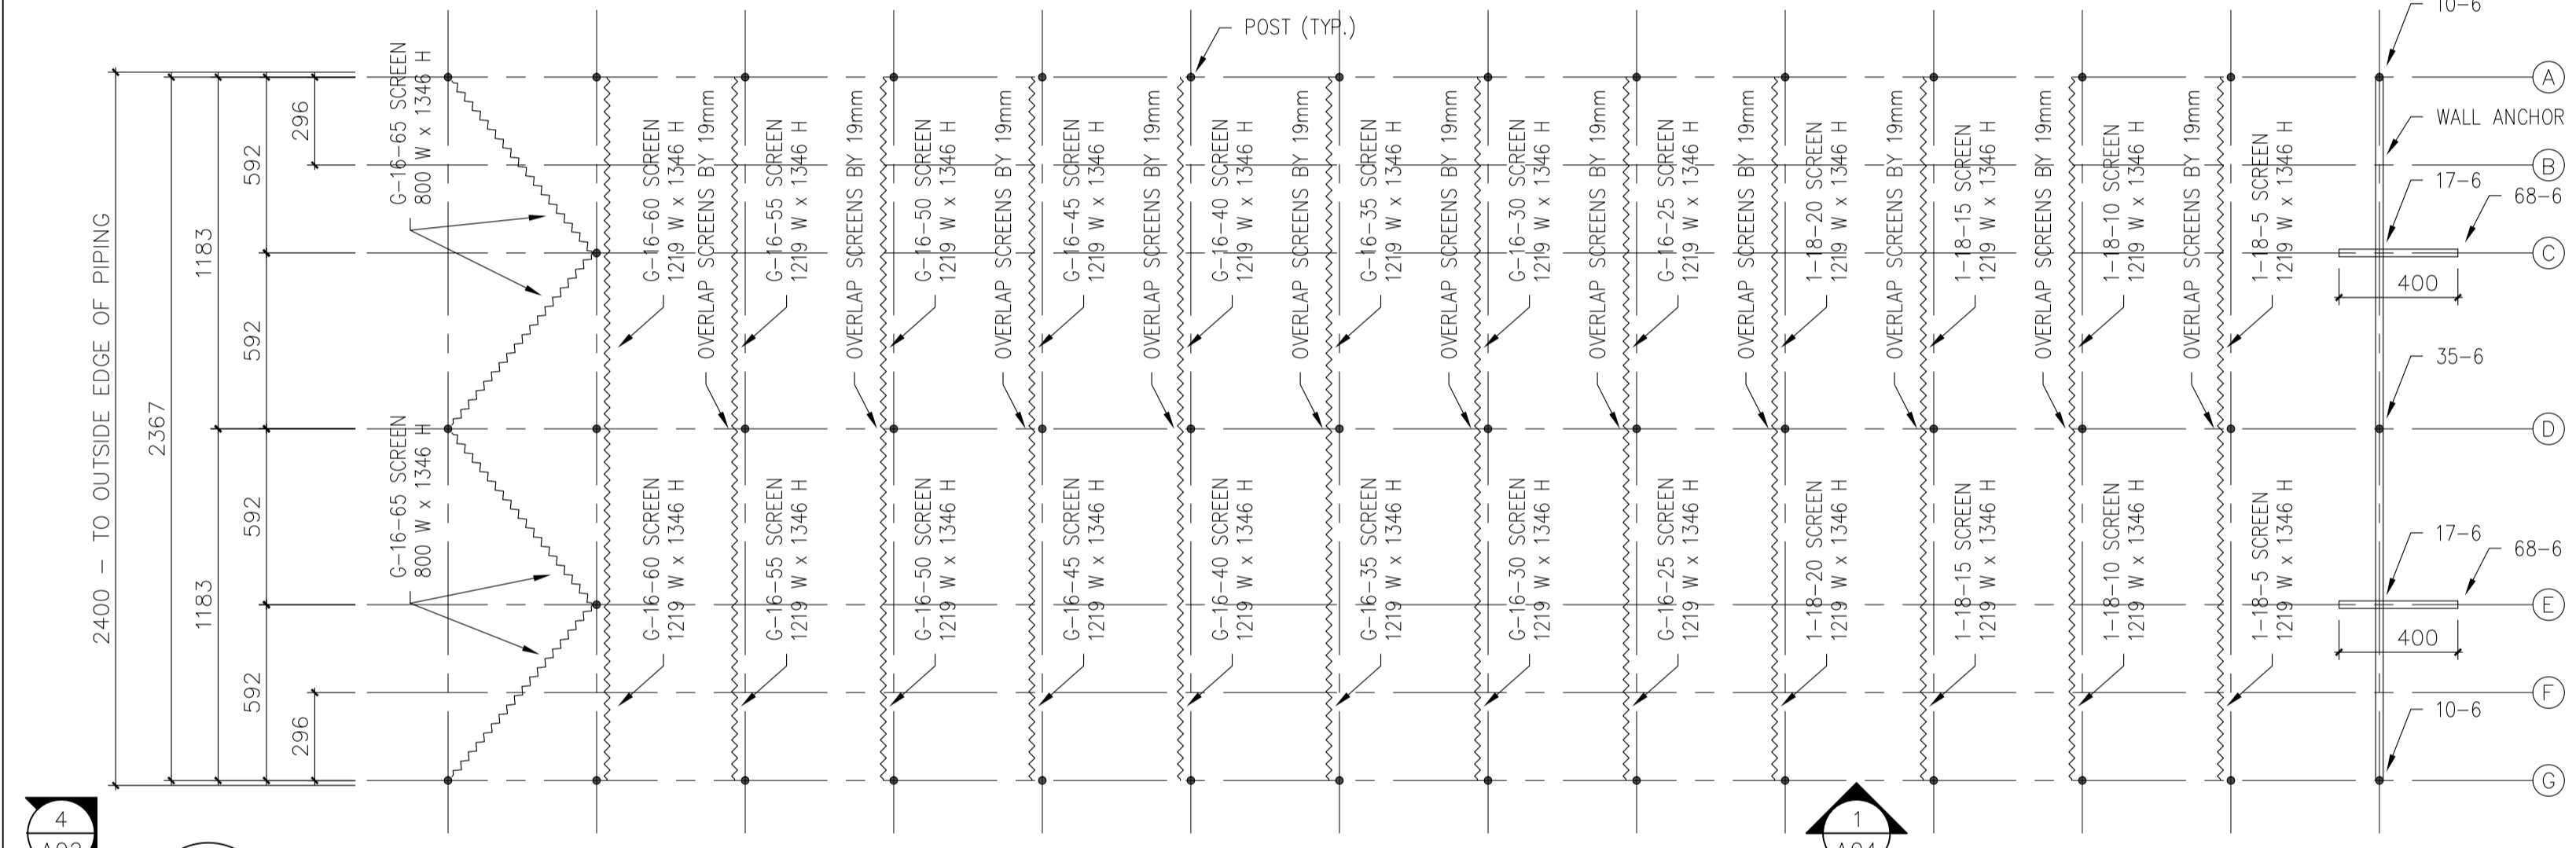 10-6
POST (TYP.)
A
WALL ANCHOR
B
17-6
68-6
C
400
35-6
D
17-6
68-6
E
400
F
10-6
G
2400 – TO OUTSIDE EDGE OF PIPING
2367
1183
1183
592
592
592
592
296
296
G-16-65 SCREEN
800 W x 1346 H
G-16-65 SCREEN
800 W x 1346 H
G-16-60 SCREEN
1219 W x 1346 H
OVERLAP SCREENS BY 19mm
G-16-55 SCREEN
1219 W x 1346 H
OVERLAP SCREENS BY 19mm
G-16-50 SCREEN
1219 W x 1346 H
OVERLAP SCREENS BY 19mm
G-16-45 SCREEN
1219 W x 1346 H
OVERLAP SCREENS BY 19mm
G-16-40 SCREEN
1219 W x 1346 H
OVERLAP SCREENS BY 19mm
G-16-35 SCREEN
1219 W x 1346 H
OVERLAP SCREENS BY 19mm
G-16-30 SCREEN
1219 W x 1346 H
OVERLAP SCREENS BY 19mm
G-16-25 SCREEN
1219 W x 1346 H
OVERLAP SCREENS BY 19mm
1-18-20 SCREEN
1219 W x 1346 H
OVERLAP SCREENS BY 19mm
1-18-15 SCREEN
1219 W x 1346 H
OVERLAP SCREENS BY 19mm
1-18-10 SCREEN
1219 W x 1346 H
OVERLAP SCREENS BY 19mm
1-18-5 SCREEN
1219 W x 1346 H
G-16-60 SCREEN
1219 W x 1346 H
G-16-55 SCREEN
1219 W x 1346 H
G-16-50 SCREEN
1219 W x 1346 H
G-16-45 SCREEN
1219 W x 1346 H
G-16-40 SCREEN
1219 W x 1346 H
G-16-35 SCREEN
1219 W x 1346 H
G-16-30 SCREEN
1219 W x 1346 H
G-16-25 SCREEN
1219 W x 1346 H
1-18-20 SCREEN
1219 W x 1346 H
1-18-15 SCREEN
1219 W x 1346 H
1-18-10 SCREEN
1219 W x 1346 H
1-18-5 SCREEN
1219 W x 1346 H
4
1
A04